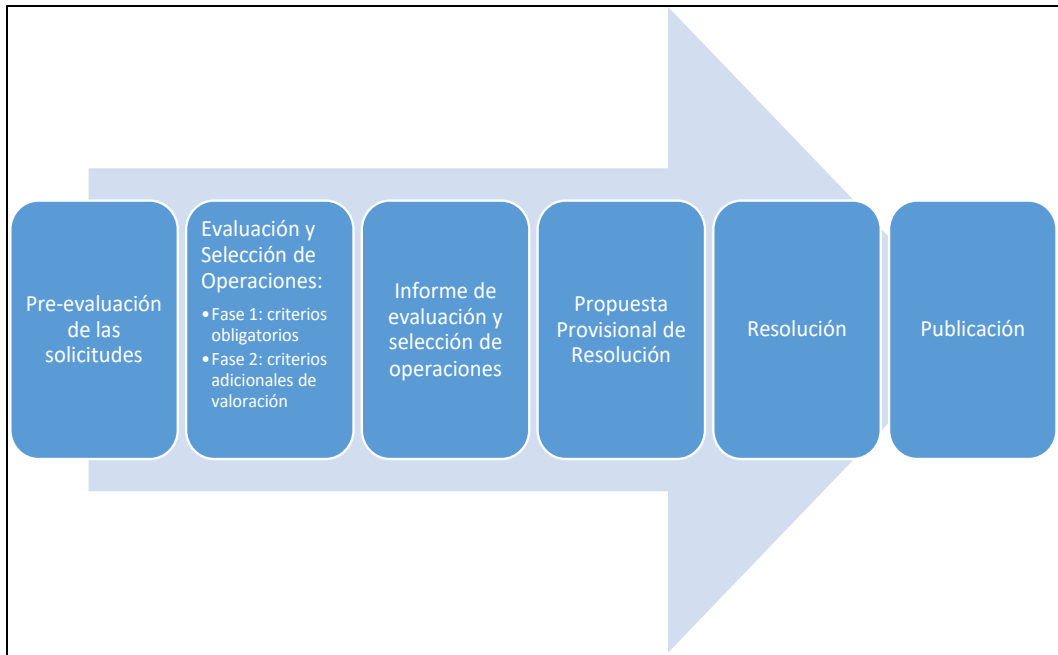 Pre-evaluación
de las
solicitudes
Evaluación y
Selección de
Operaciones:
•Fase 1: criterios
obligatorios
•Fase 2: criterios
adicionales de
valoración
Informe de
evaluación y
selección de
operaciones
Propuesta
Provisional de
Resolución
Resolución
Publicación